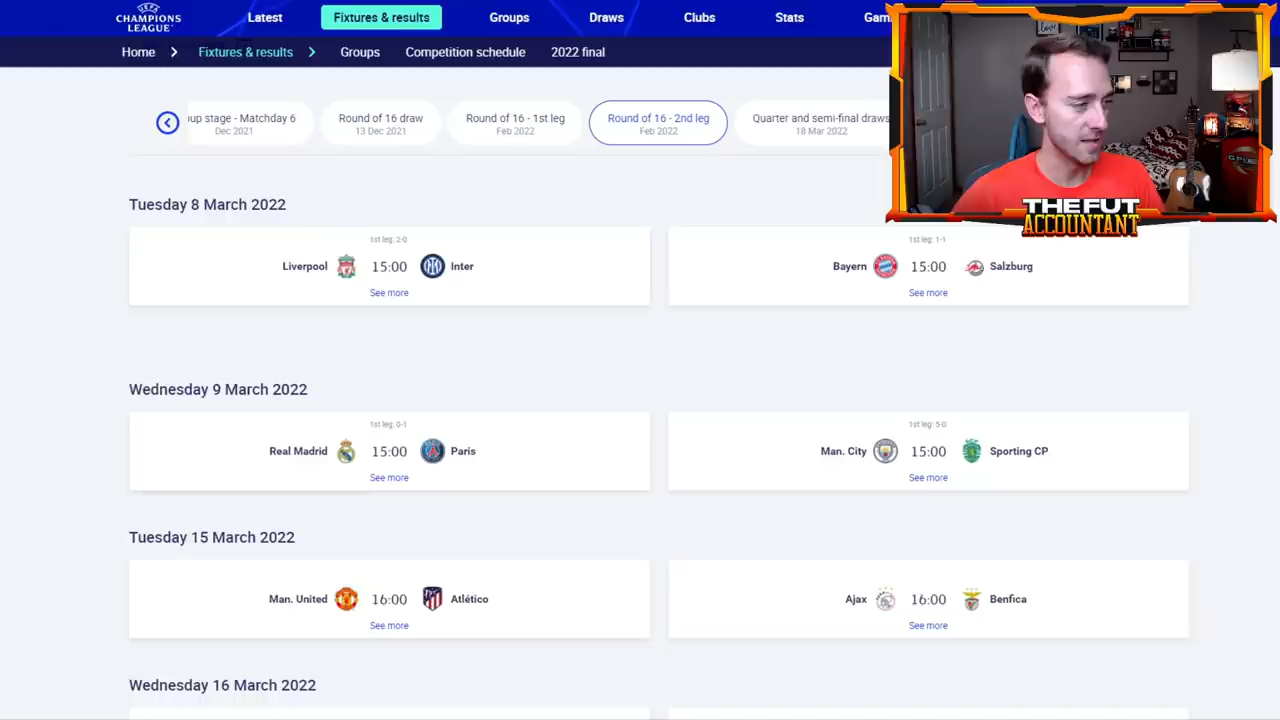 UEFA
CHAMPIONS
LEAGUE
Latest
Fixtures & results
Groups
Draws
Clubs
Stats
Home
Fixtures & results
Groups
Competition schedule
2022 final
oup stage - Matchday 6
Dec 2021
Round of 16 draw
13 Dec 2021
Round of 16 - 1st leg
Feb 2022
Round of 16 - 2nd leg
Feb 2022
Quarter and semi-final draws
18 Mar 2022
THE FUT
ACCOUNTANT
Tuesday 8 March 2022
1st leg: 2-0
Liverpool 15:00 Inter
See more
1st leg: 1-1
Bayern 15:00 Salzburg
See more
Wednesday 9 March 2022
1st leg: 0-1
Real Madrid 15:00 Paris
See more
1st leg: 5-0
Man. City 15:00 Sporting CP
See more
Tuesday 15 March 2022
Man. United 16:00 Atlético
See more
Ajax 16:00 Benfica
See more
Wednesday 16 March 2022